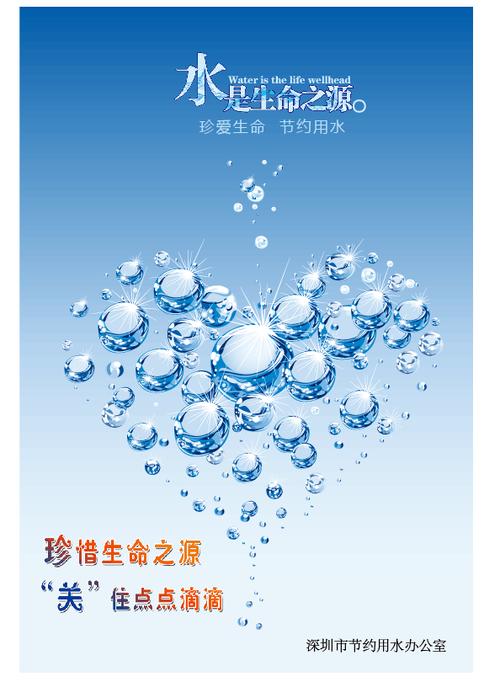 Water is the life wellhead
水是生命之源。
珍爱生命 节约用水
珍惜生命之源
“关”住点点滴滴
深圳市节约用水办公室